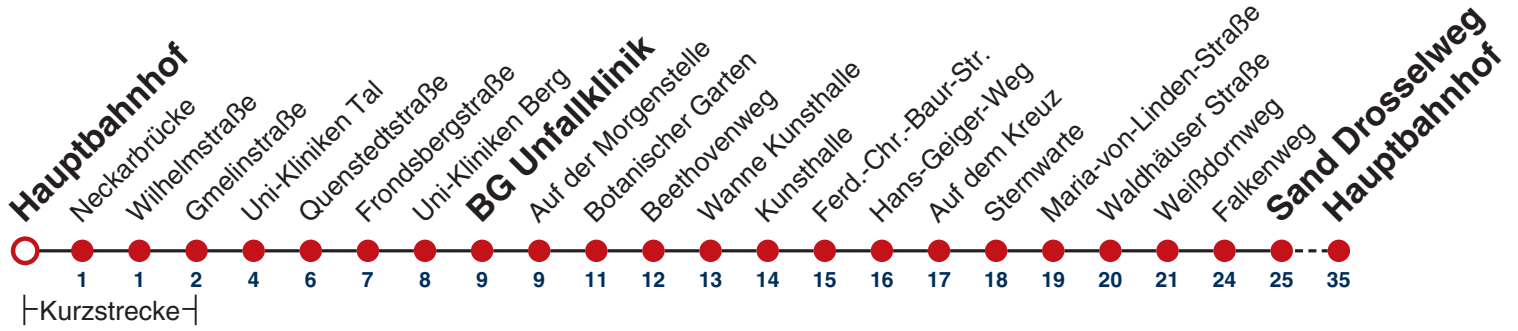 Hauptbahnhof
Neckarbrücke
Wilhelmstraße
Gmelinstraße
Uni-Kliniken Tal
Quenstedtstraße
Frondsbergstraße
Uni-Kliniken Berg
BG Unfallklinik
Auf der Morgenstelle
Botanischer Garten
Beethovenweg
Wanne Kunsthalle
Kunsthalle
Ferd.-Chr.-Baur-Str.
Hans-Geiger-Weg
Auf dem Kreuz
Sternwarte
Maria-von-Linden-Straße
Waldhäuser Straße
Weißdornweg
Falkenweg
Sand Drosselweg
Hauptbahnhof
1 1 2 4 6 7 8 9 9 11 12 13 14 15 16 17 18 19 20 21 24 25 35
Kurzstrecke